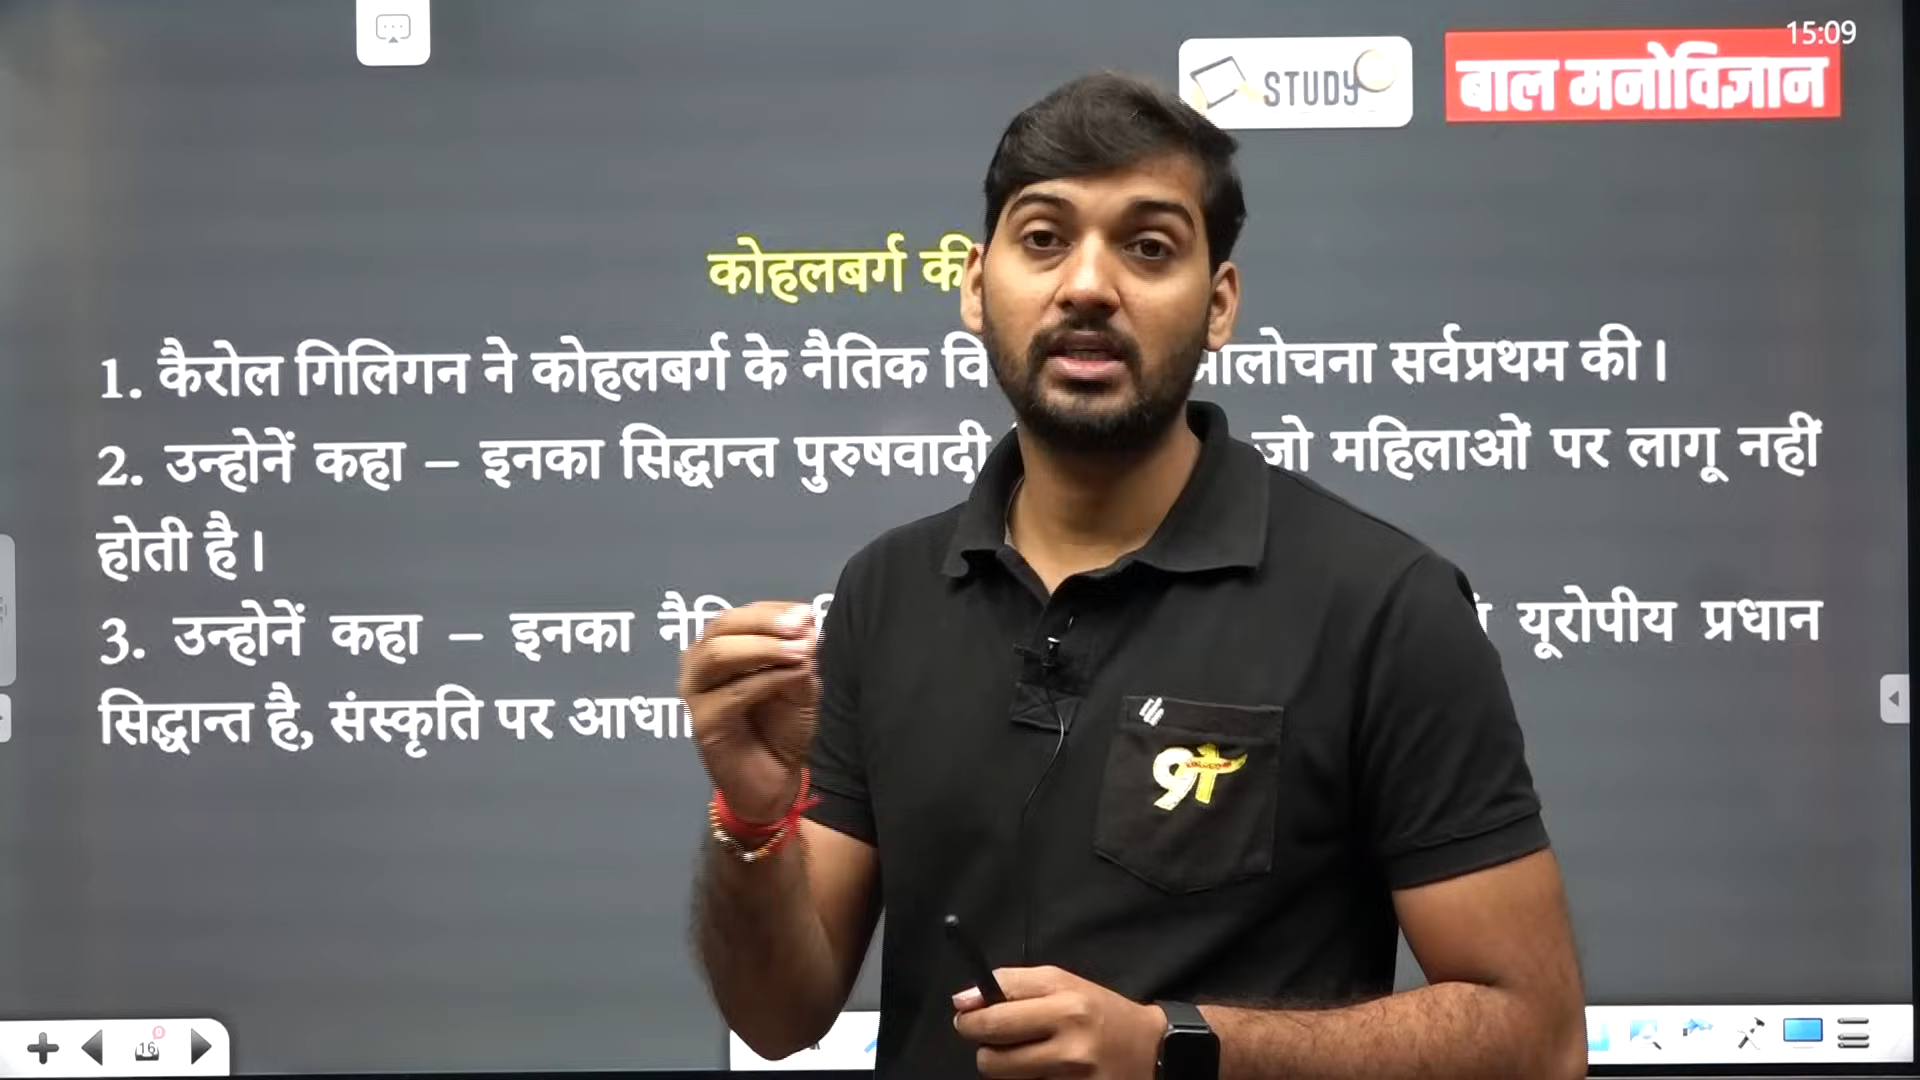 15:09
STUDY
बाल मनोविज्ञान
कोहलबर्ग की
1. कैरोल गिलिगन ने कोहलबर्ग के नैतिक आलोचना सर्वप्रथम की।
2. उन्होनें कहा – इनका सिद्धान्त पुरुषवादी जो महिलाओं पर लागू नहीं
होती है।
3. उन्होनें कहा – इनका यूरोपीय प्रधान
सिद्धान्त है, संस्कृति पर
16